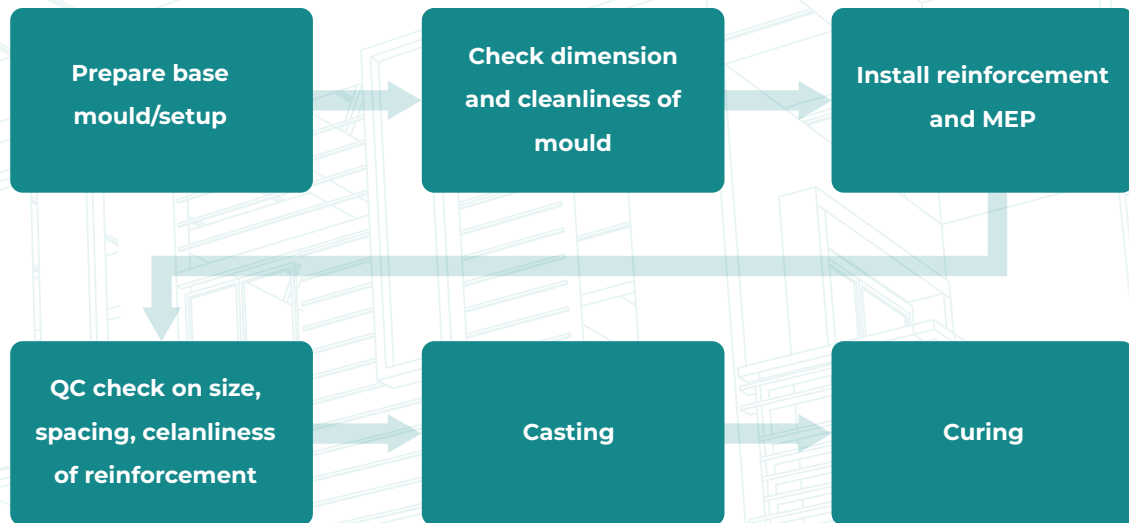 Prepare base
mould/setup
Check dimension
and cleanliness of
mould
Install reinforcement
and MEP
QC check on size,
spacing, celanliness
of reinforcement
Casting
Curing